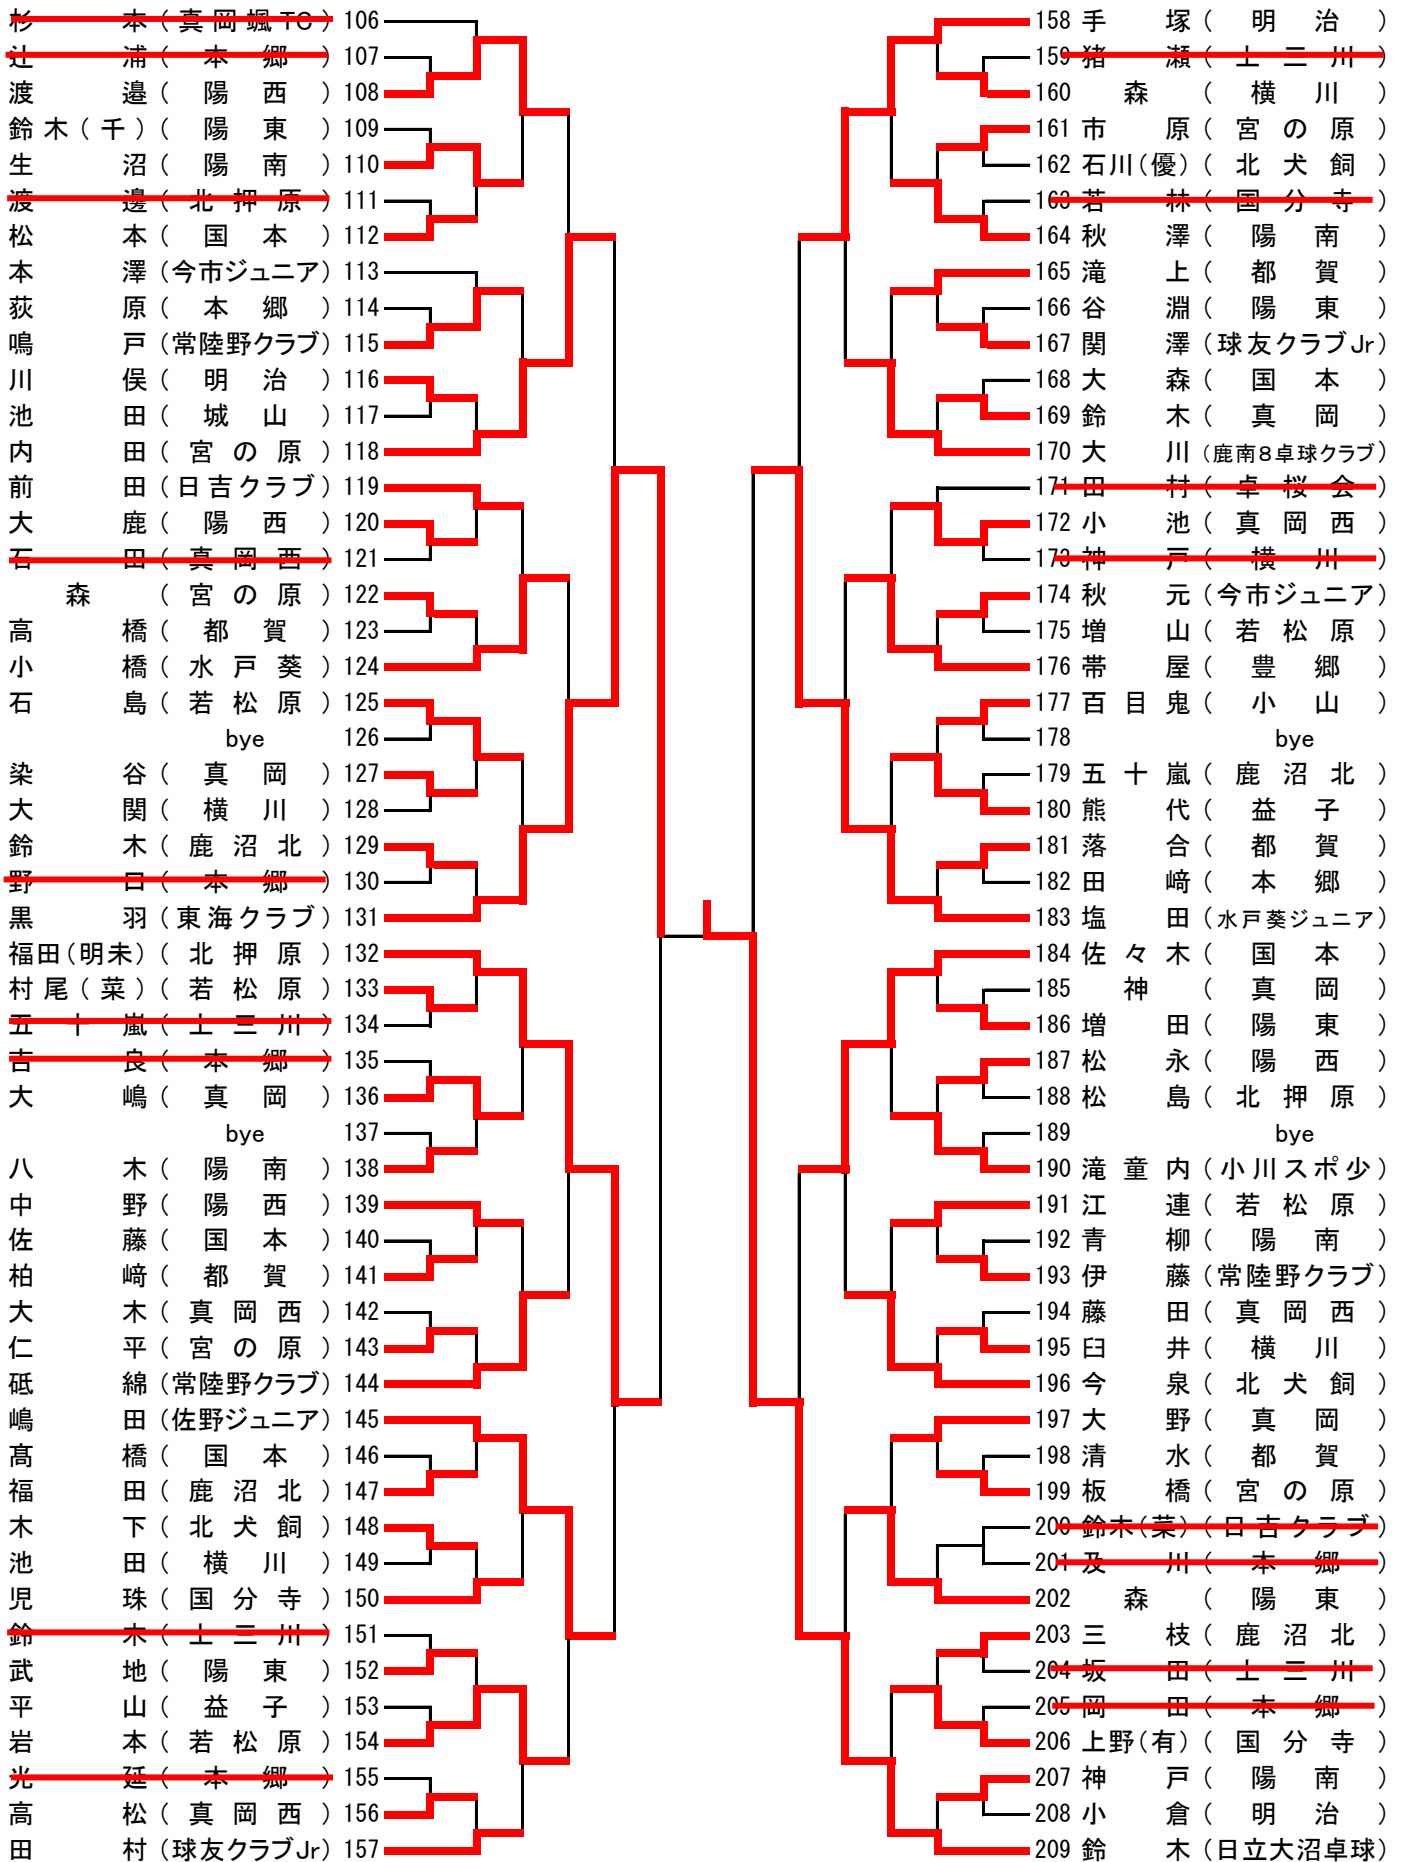 杉本(真岡颯TC) 106
辻浦(本郷) 107
渡邉(陽西) 108
鈴木(千)(陽東) 109
生沼(陽南) 110
渡邊(北押原) 111
松本(国本) 112
本澤(今市ジュニア) 113
荻原(本郷) 114
鳴戸(常陸野クラブ) 115
川俣(明治) 116
池田(城山) 117
内田(宮の原) 118
前田(日吉クラブ) 119
大鹿(陽西) 120
石田(真岡西) 121
森(宮の原) 122
高橋(都賀) 123
小橋(水戸葵) 124
石島(若松原) 125
bye 126
染谷(真岡) 127
大関(横川) 128
鈴木(鹿沼北) 129
野口(本郷) 130
黒羽(東海クラブ) 131
福田(明未)(北押原) 132
村尾(菜)(若松原) 133
五十嵐(上三川) 134
吉良(本郷) 135
大嶋(真岡) 136
bye 137
八木(陽南) 138
中野(陽西) 139
佐藤(国本) 140
柏﨑(都賀) 141
大木(真岡西) 142
仁平(宮の原) 143
砥綿(常陸野クラブ) 144
嶋田(佐野ジュニア) 145
髙橋(国本) 146
福田(鹿沼北) 147
木下(北犬飼) 148
池田(横川) 149
児珠(国分寺) 150
鈴木(上三川) 151
武地(陽東) 152
平山(益子) 153
岩本(若松原) 154
光延(本郷) 155
高松(真岡西) 156
田村(球友クラブJr) 157
158 手塚(明治)
159 猪瀬(上三川)
160 森(横川)
161 市原(宮の原)
162 石川(優)(北犬飼)
163 若林(国分寺)
164 秋澤(陽南)
165 滝上(都賀)
166 谷淵(陽東)
167 関澤(球友クラブJr)
168 大森(国本)
169 鈴木(真岡)
170 大川(鹿南8卓球クラブ)
171 田村(卓桜会)
172 小池(真岡西)
173 神戸(横川)
174 秋元(今市ジュニア)
175 増山(若松原)
176 帯屋(豊郷)
177 百目鬼(小山)
178 bye
179 五十嵐(鹿沼北)
180 熊代(益子)
181 落合(都賀)
182 田﨑(本郷)
183 塩田(水戸葵ジュニア)
184 佐々木(国本)
185 神(真岡)
186 増田(陽東)
187 松永(陽西)
188 松島(北押原)
189 bye
190 滝童内(小川スポ少)
191 江連(若松原)
192 青柳(陽南)
193 伊藤(常陸野クラブ)
194 藤田(真岡西)
195 臼井(横川)
196 今泉(北犬飼)
197 大野(真岡)
198 清水(都賀)
199 板橋(宮の原)
200 鈴木(菜)(日吉クラブ)
201 及川(本郷)
202 森(陽東)
203 三枝(鹿沼北)
204 坂田(上三川)
205 岡田(本郷)
206 上野(有)(国分寺)
207 神戸(陽南)
208 小倉(明治)
209 鈴木(日立大沼卓球)